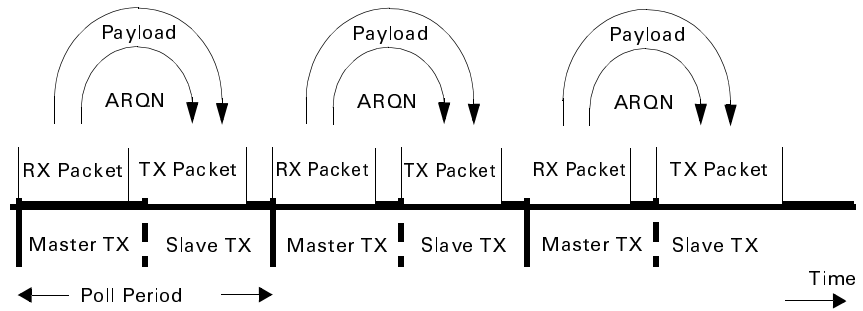 Payload Payload Payload
ARQN ARQN ARQN
RX Packet TX Packet RX Packet TX Packet RX Packet TX Packet
Master TX Slave TX Master TX Slave TX Master TX Slave TX
Time
Poll Period